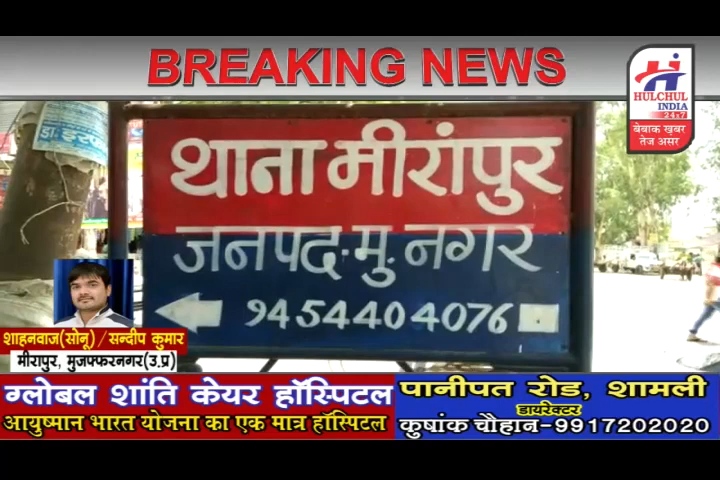 BREAKING NEWS
HULCHUL
INDIA
24x7
बेबाक खबर
तेज असर
डा. इरफा
थाना मीरांपुर
जनपद·मु·नगर
9454404076
शाहनवाज(सोनू)/सन्दीप कुमार
मीरापुर, मुजफ्फरनगर(उ.प्र)
ग्लोबल शांति केयर हॉस्पिटल
आयुष्मान भारत योजना का एक मात्र हॉस्पिटल
पानीपत रोड, शामली
डायरेक्टर
कुषांक चौहान-9917202020